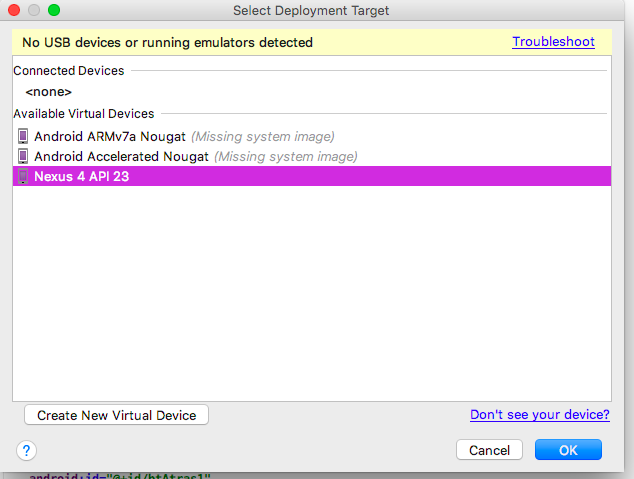 Select Deployment Target
No USB devices or running emulators detected Troubleshoot
Connected Devices
<none>
Available Virtual Devices
Android ARMv7a Nougat (Missing system image)
Android Accelerated Nougat (Missing system image)
Nexus 4 API 23
Create New Virtual Device Don't see your device?
? Cancel OK
android:id="@+id/btAtras1"